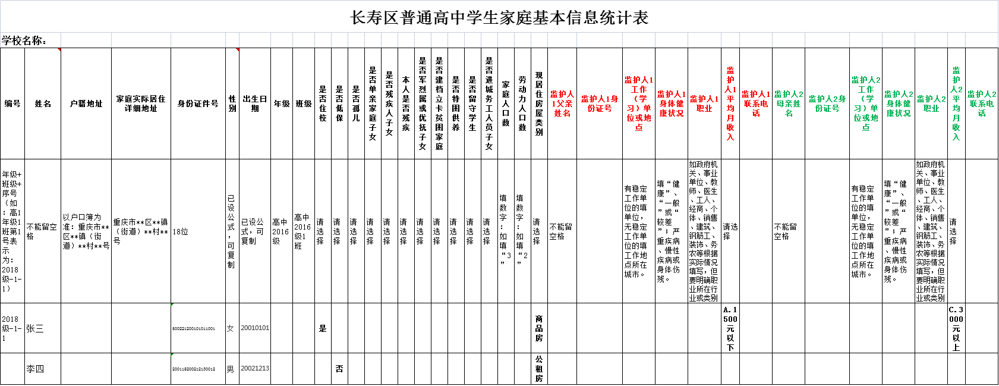 长寿区普通高中学生家庭基本信息统计表
学校名称：
编号
姓名
户籍地址
家庭实际居住
详细地址
身份证件号
性别
出生日
期
年级
班级
是否住校
是否低保
是否孤儿
是否单亲家庭子女
是否残疾人子女
本人是否残疾
是否军烈属或优抚子女
是否建档立卡贫困家庭
是否特困供养
是否留守学生
是否进城务工人员子女
家庭人口数
劳动力人口数
现居住房屋类别
监护人
1父亲
姓名
监护人1身
份证号
监护人1
工作
（学
习）单
位或地
点
监护人1
身体健
康状况
监护人1
职业
监护人1平均月收入
监护人1
联系电
话
监护人2
母亲姓
名
监护人2身
份证号
监护人2
工作
（学
习）单
位或地
点
监护人2
身体健
康状况
监护人2
职业
监护人2平均月收入
监护人2
联系电
话
年级+
班级+
序号
（如
：高1
年级1
班第1
号表
示
为：
2018
级-1-
1）
不能留空
格
以户口簿为
准：重庆市**
区**镇（街
道）**村**号
重庆市**区**镇
（街道）**村**
号
18位
已设公式，可复制
已设公
式，可
复制
高中
2016
级
高中
2016
级1
班
请选择
请选择
请选择
请选择
请选择
请选择
请选择
请选择
请选择
请选择
请选择
填数字：如填“3”
填数字：如填“2”
请选择
不能留
空格
有稳定
工作单
位的填
单位，
无稳定
工作单
位的填
工作地
点所在
城市。
填“健
康”、
“一般
”或“
较差
”；严
重疾病
、慢性
疾病或
身体伤
残。
如政府机
关、事业
单位、教
师、医生
、工人、
经商、个
体、销售
、建筑、
钢筋工、
装饰、务
农等根据
实际情况
填写，但
要明确职
业所在行
业或类别
请选
择
不能留
空格
有稳定
工作单
位的填
单位，
无稳定
工作单
位的填
工作地
点所在
城市。
填“健
康”、
“一般
”或“
较差
”；严
重疾病
、慢性
疾病或
身体伤
残。
如政府机
关、事业
单位、教
师、医生
、工人、
经商、个
体、销售
、建筑、
钢筋工、
装饰、务
农等根据
实际情况
填写，但
要明确职
业所在行
业或类别
请选择
2018
级-1-
1
张三
500221200101011001
女
20010101
是
商品房
A.1
500
元
以
下
C.3
000
元
以
上
李四
200115200212130012
男
20021213
否
公租房